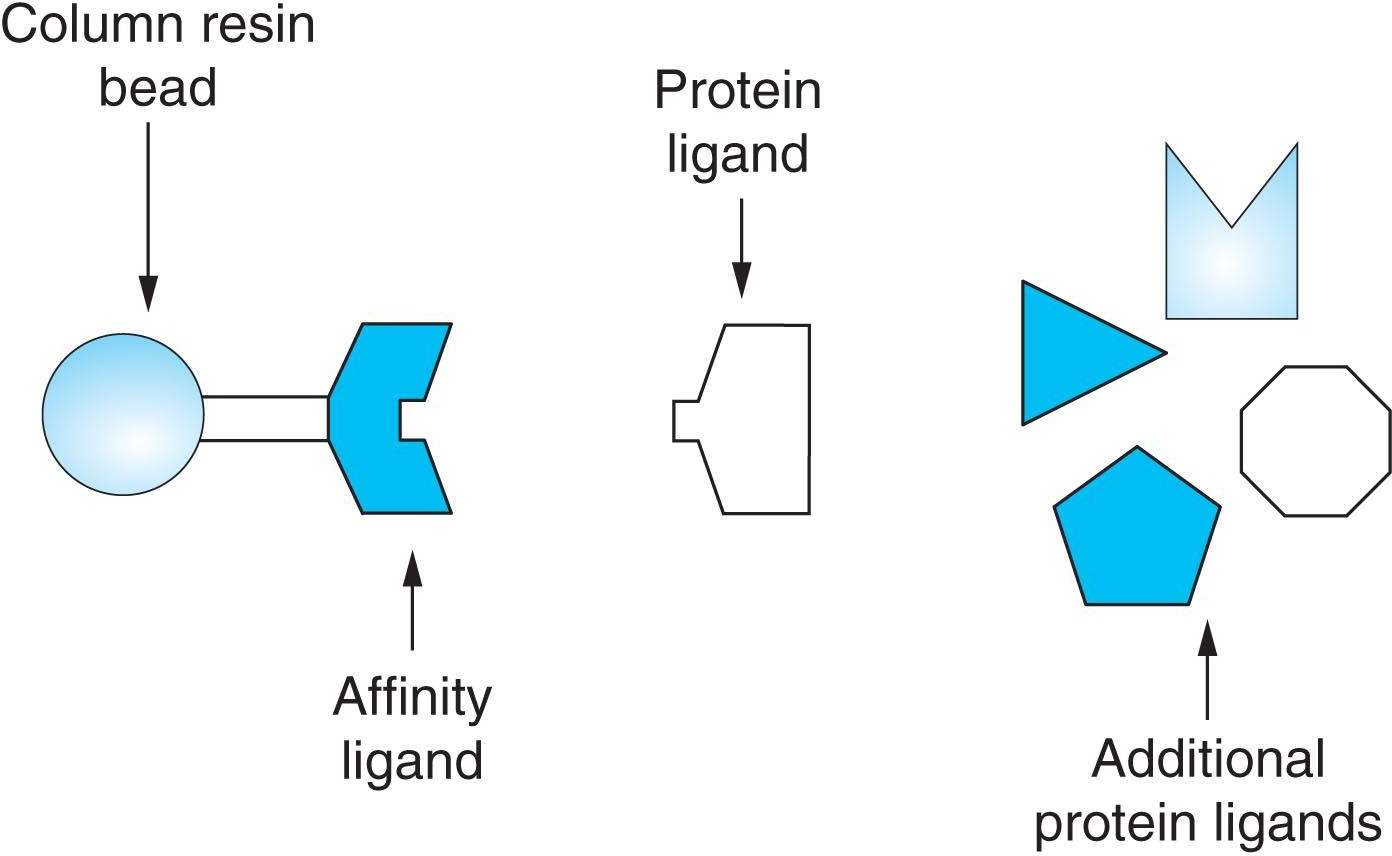 Column resin
bead
Protein
ligand
Affinity
ligand
Additional
protein ligands